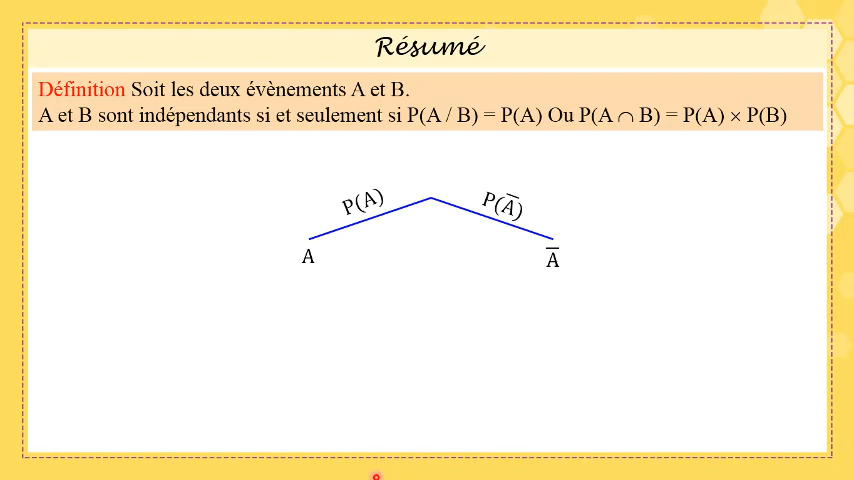 Résumé
Définition Soit les deux évènements A et B.
A et B sont indépendants si et seulement si P(A / B) = P(A) Ou P(A ∩ B) = P(A) × P(B)
P(A)
P(A̅)
A
A̅